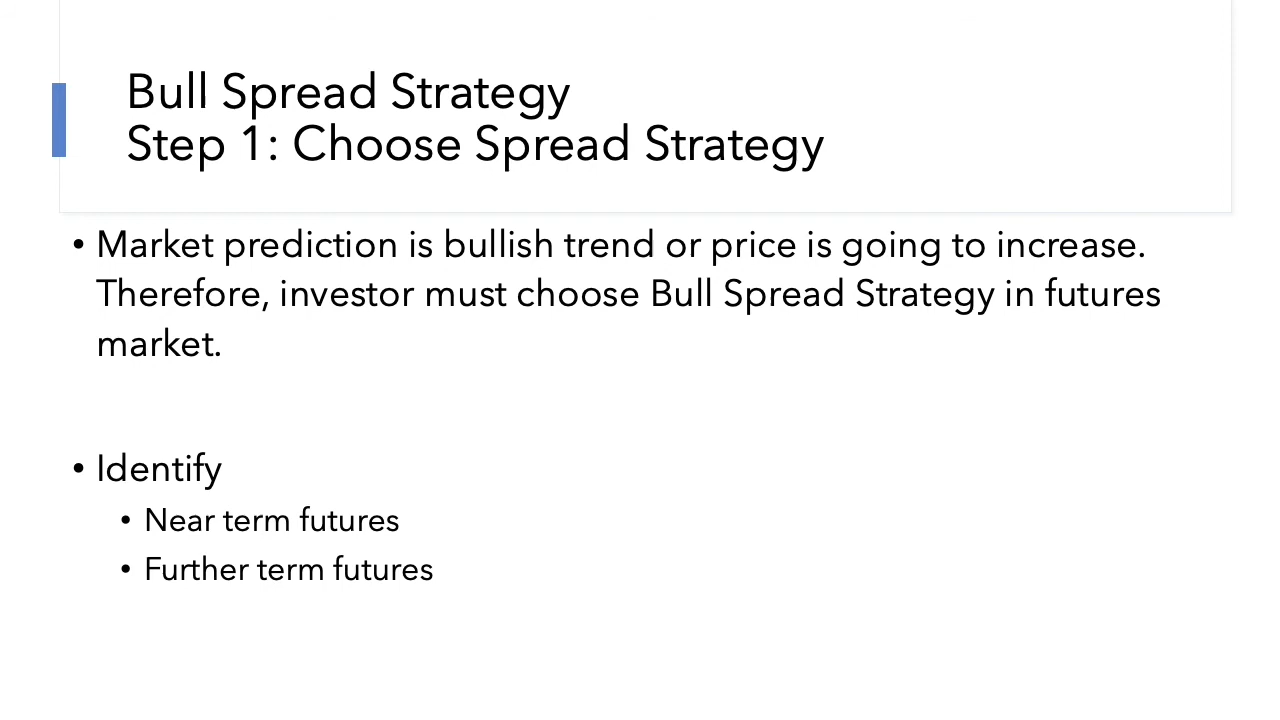 Bull Spread Strategy
Step 1: Choose Spread Strategy
• Market prediction is bullish trend or price is going to increase.
Therefore, investor must choose Bull Spread Strategy in futures
market.
• Identify
• Near term futures
• Further term futures